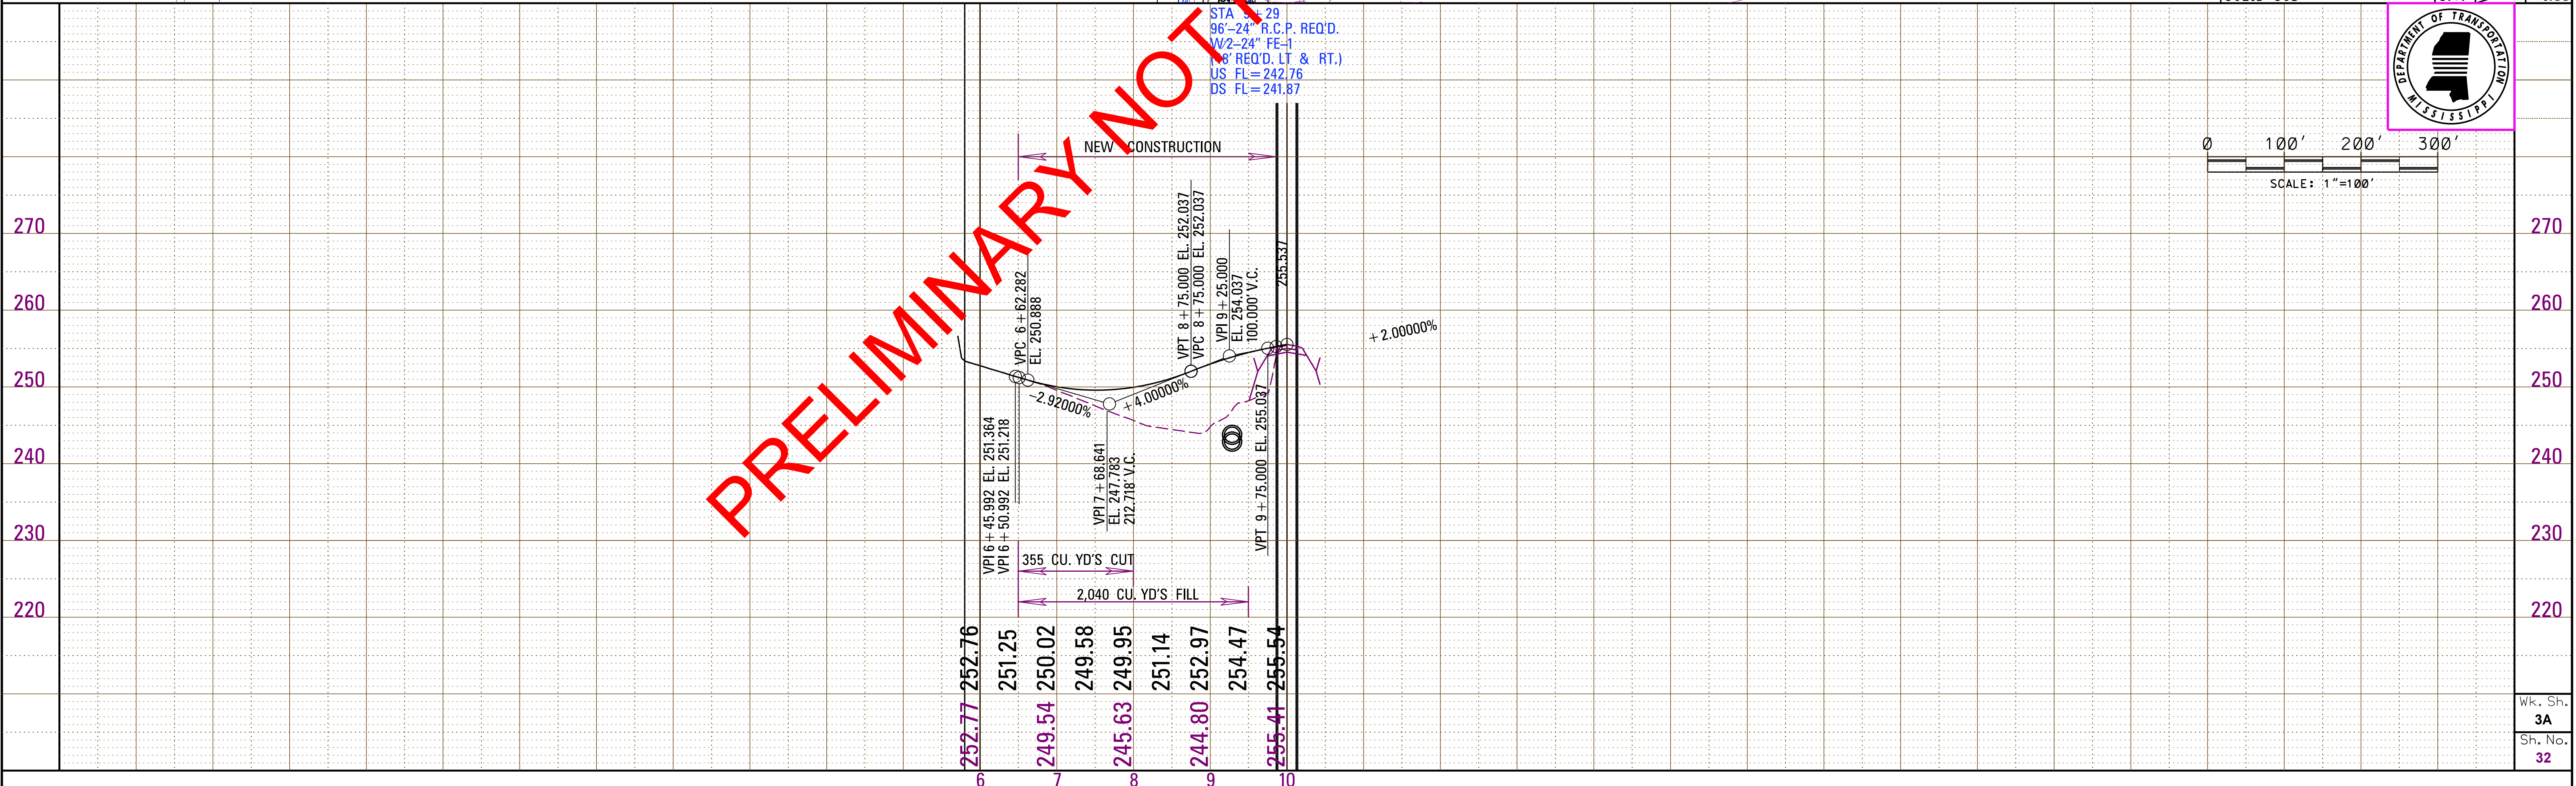 STA 9+29
96'-24" R.C.P. REQ'D.
W/2-24" FE-1
8' REQ'D. LT & RT.)
US FL=242.76
DS FL=241.87
DEPARTMENT OF TRANSPORTATION
MISSISSIPPI
0 100' 200' 300'
SCALE: 1"=100'
PRELIMINARY NOT
NEW CONSTRUCTION
270
260
250
240
230
220
VPC 6+62.282
EL. 250.888
VPT 8+75.000 EL. 252.037
VPC 8+75.000 EL. 252.037
VPI 9+25.000
EL. 254.037
100.000' V.C.
255.537
+2.00000%
-2.92000%
+4.00000%
VPI 6+45.992 EL. 251.364
VPI 6+50.992 EL. 251.218
VPI 7+68.641
EL. 247.783
212.718' V.C.
VPT 9+75.000 EL. 255.037
355 CU. YD'S CUT
2,040 CU. YD'S FILL
252.76 251.25 250.02 249.58 249.95 251.14 252.97 254.47 255.54
252.77 249.54 245.63 244.80 255.41
6 7 8 9 10
270
260
250
240
230
220
Wk. Sh.
3A
Sh. No.
32